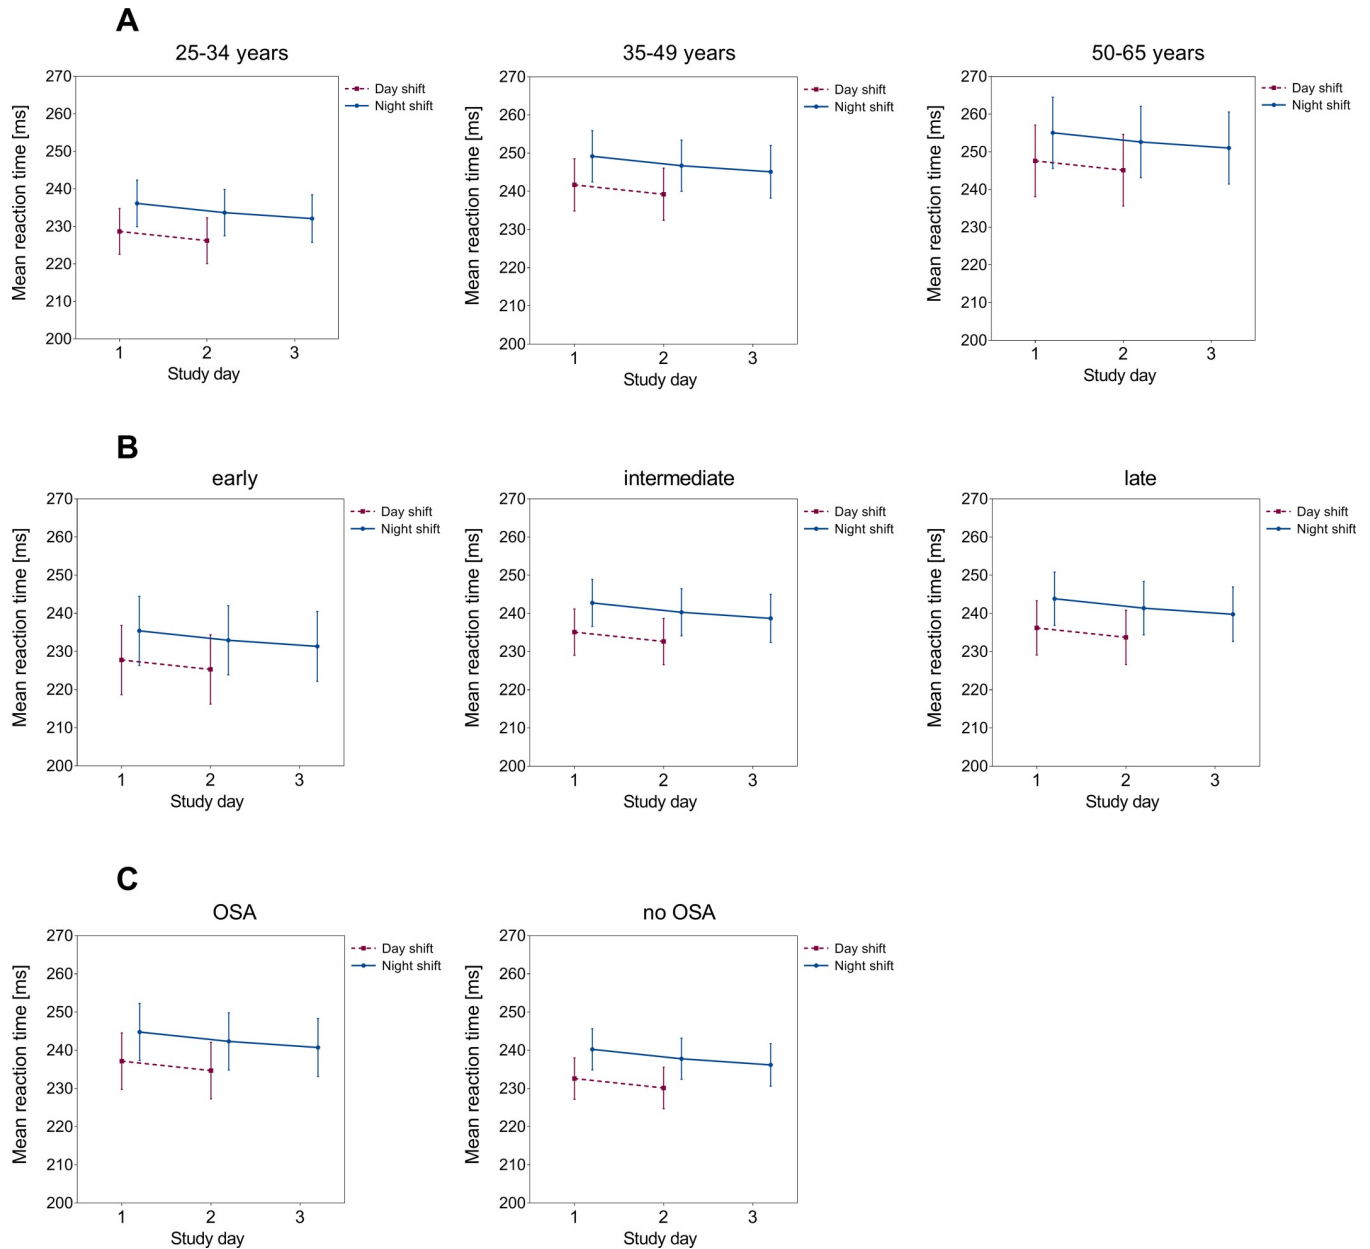 A
25-34 years
270
260
250
240
230
220
210
200
Mean reaction time [ms]
1 2 3
Study day
Day shift
Night shift
35-49 years
270
260
250
240
230
220
210
200
Mean reaction time [ms]
1 2 3
Study day
Day shift
Night shift
50-65 years
270
260
250
240
230
220
210
200
Mean reaction time [ms]
1 2 3
Study day
Day shift
Night shift
B
early
270
260
250
240
230
220
210
200
Mean reaction time [ms]
1 2 3
Study day
Day shift
Night shift
intermediate
270
260
250
240
230
220
210
200
Mean reaction time [ms]
1 2 3
Study day
Day shift
Night shift
late
270
260
250
240
230
220
210
200
Mean reaction time [ms]
1 2 3
Study day
Day shift
Night shift
C
OSA
270
260
250
240
230
220
210
200
Mean reaction time [ms]
1 2 3
Study day
Day shift
Night shift
no OSA
270
260
250
240
230
220
210
200
Mean reaction time [ms]
1 2 3
Study day
Day shift
Night shift